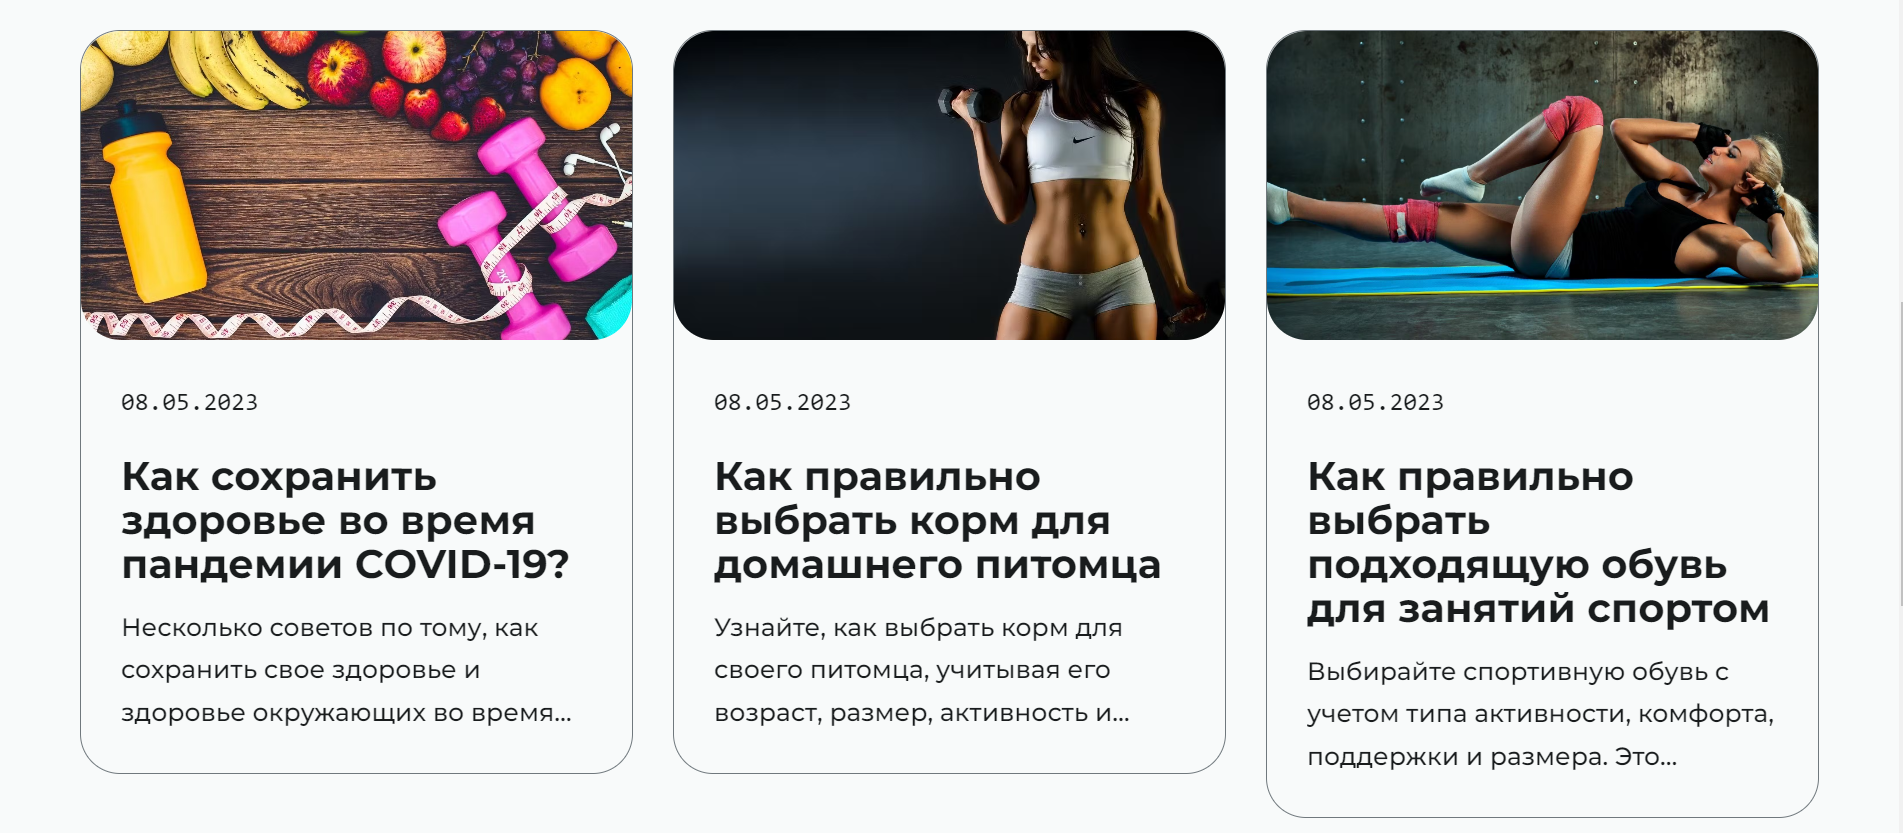 08.05.2023
Как сохранить
здоровье во время
пандемии COVID-19?
Несколько советов по тому, как
сохранить свое здоровье и
здоровье окружающих во время...
08.05.2023
Как правильно
выбрать корм для
домашнего питомца
Узнайте, как выбрать корм для
своего питомца, учитывая его
возраст, размер, активность и...
08.05.2023
Как правильно
выбрать
подходящую обувь
для занятий спортом
Выбирайте спортивную обувь с
учетом типа активности, комфорта,
поддержки и размера. Это...